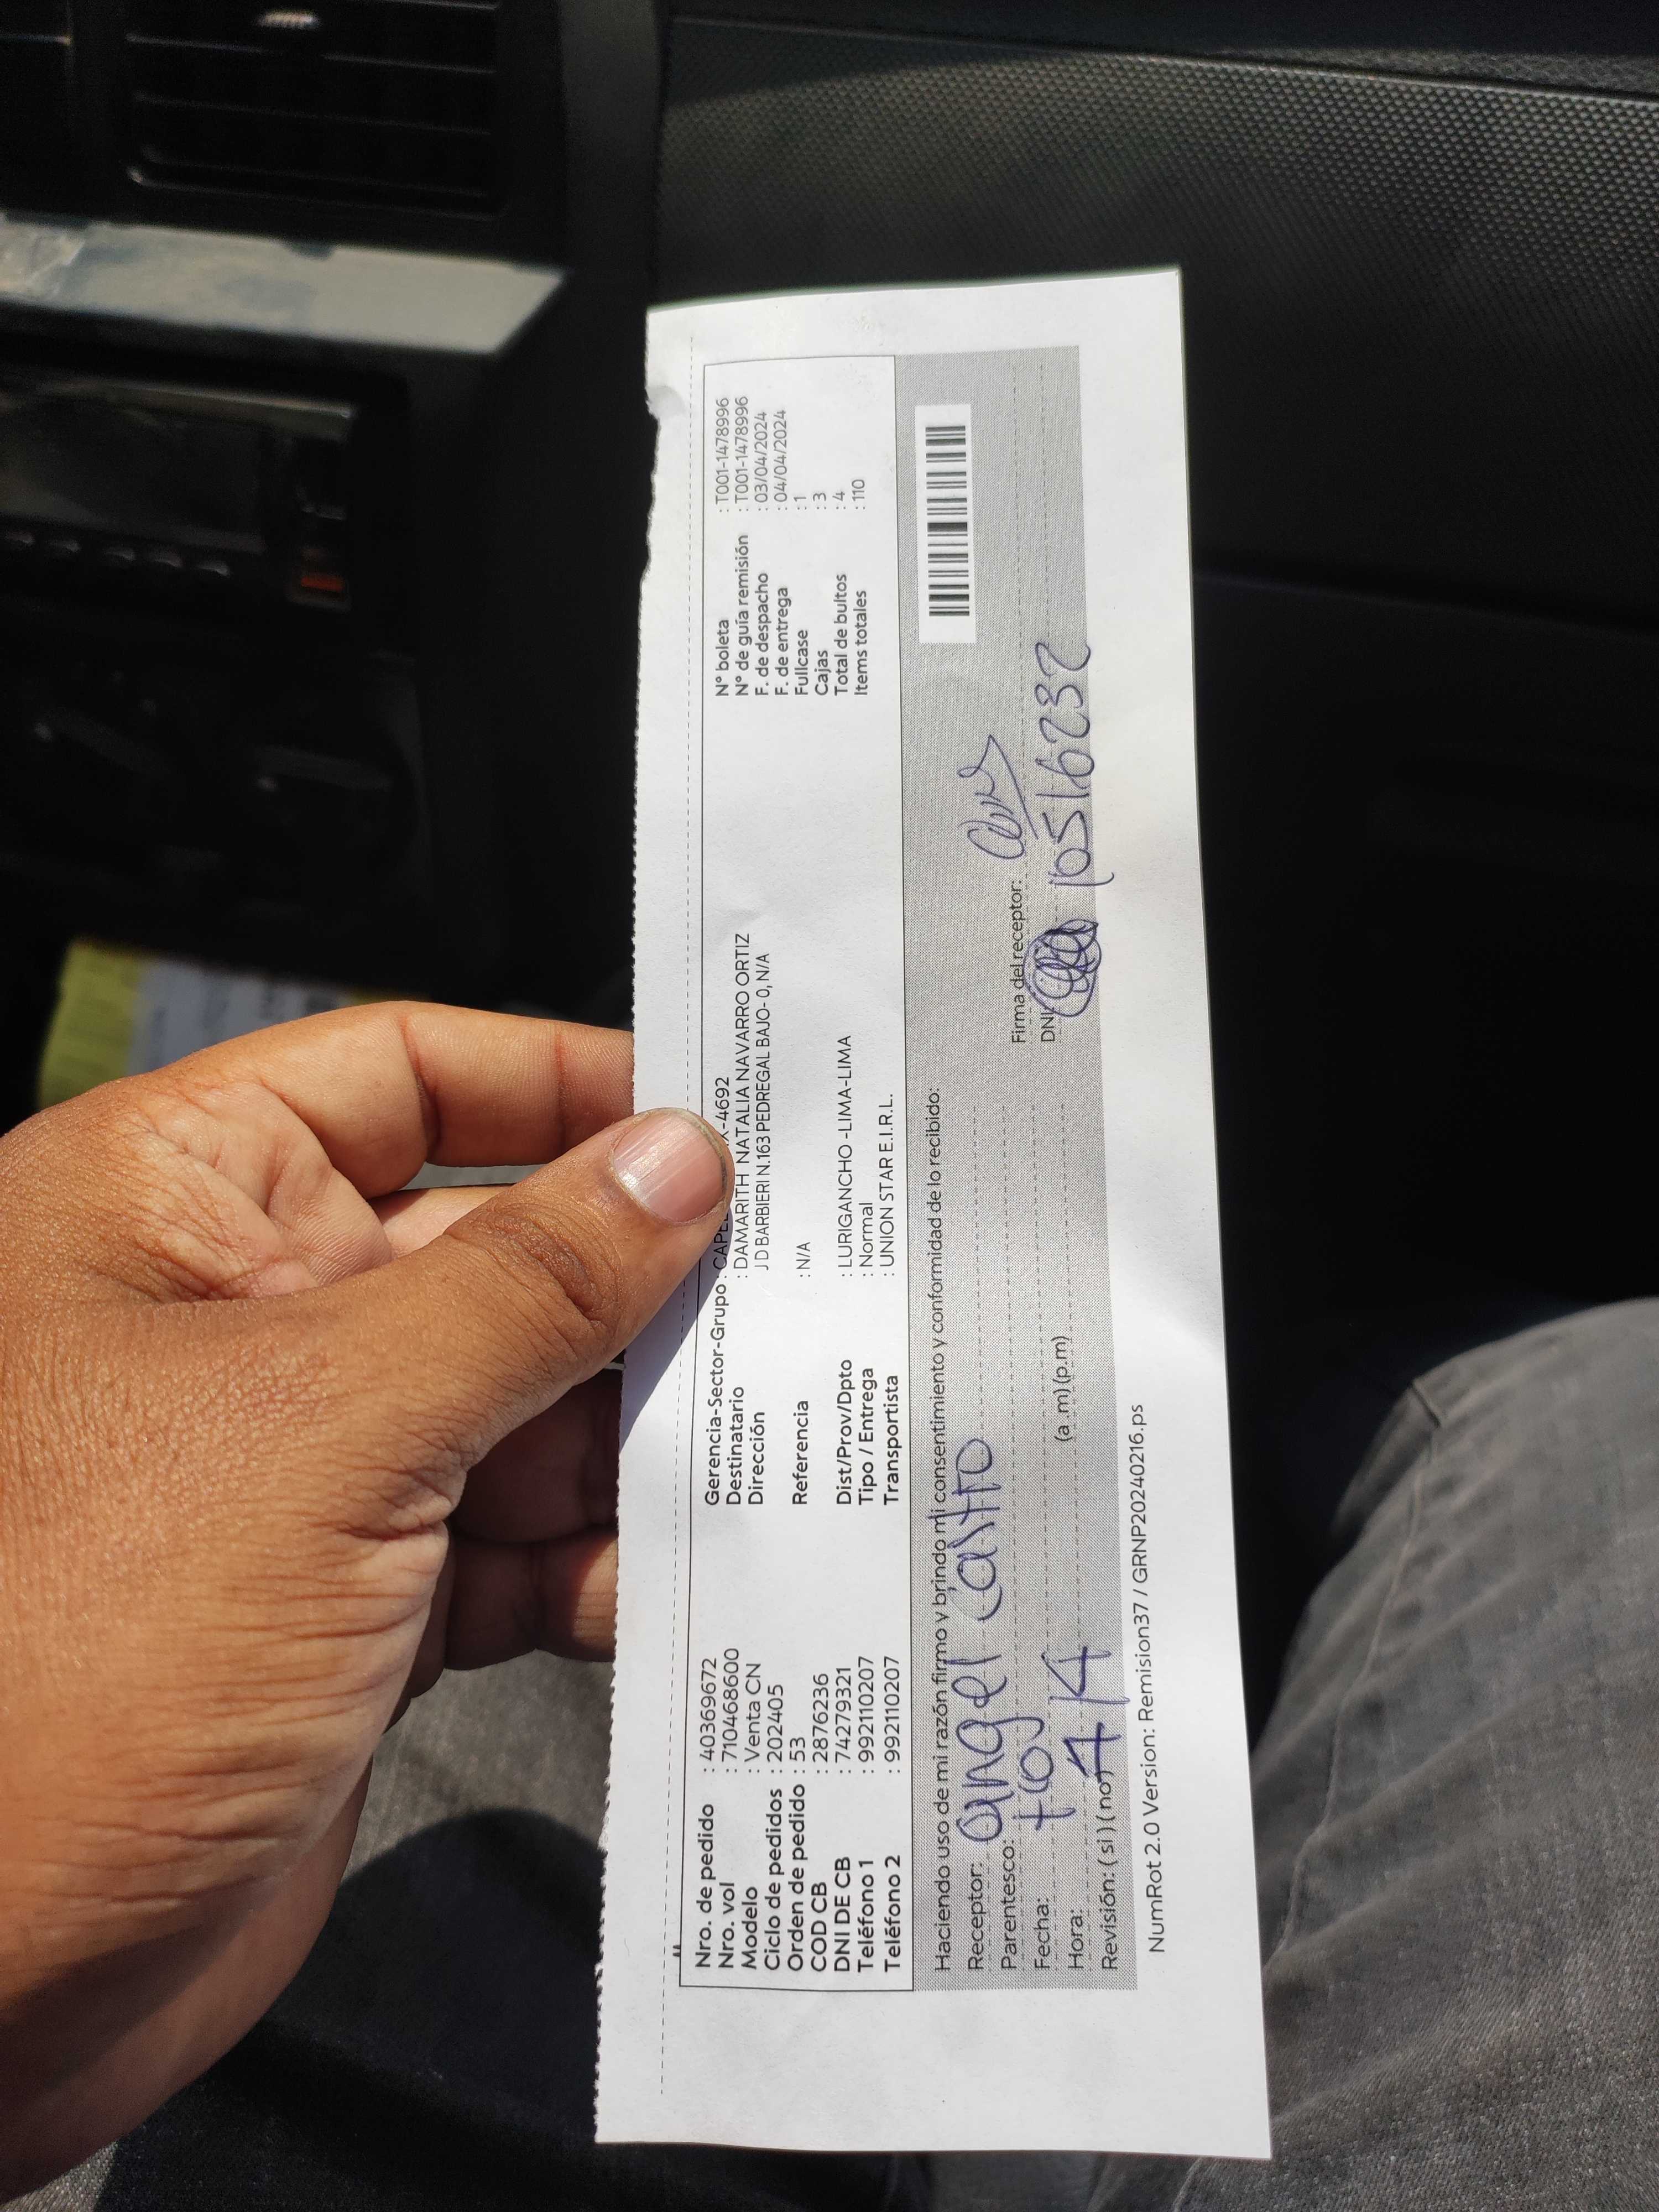 Nro. de pedido : 40369672
Nro. vol : 710468600
Modelo : Venta CN
Ciclo de pedidos : 202405
Orden de pedido : 53
COD CB : 2876236
DNI DE CB : 74279321
Teléfono 1 : 992110207
Teléfono 2 : 992110207
Gerencia-Sector-Grupo : -4692
Destinatario : DAMARITH NATALIA NAVARRO ORTIZ
Dirección J D BARBIERI N.163 PEDREGAL BAJO- 0, N/A
Referencia : N/A
Dist/Prov/Dpto : LURIGANCHO -LIMA-LIMA
Tipo / Entrega : Normal
Transportista : UNION STAR E.I.R.L.
N° boleta : T001-1478996
N° de guía remisión : T001-1478996
F. de despacho : 03/04/2024
F. de entrega : 04/04/2024
Fullcase : 1
Cajas : 3
Total de bultos : 4
Items totales : 110
Haciendo uso de mi razón firmo y brindo mi consentimiento y conformidad de lo recibido:
Receptor: angel castro
Parentesco:
Fecha:
Hora: 4/4 (a.m) (p.m)
Revisión: ( si ) ( no )
Firma del receptor:
DNI 10516232
NumRot 2.0 Version: Remision37 / GRNP20240216.ps